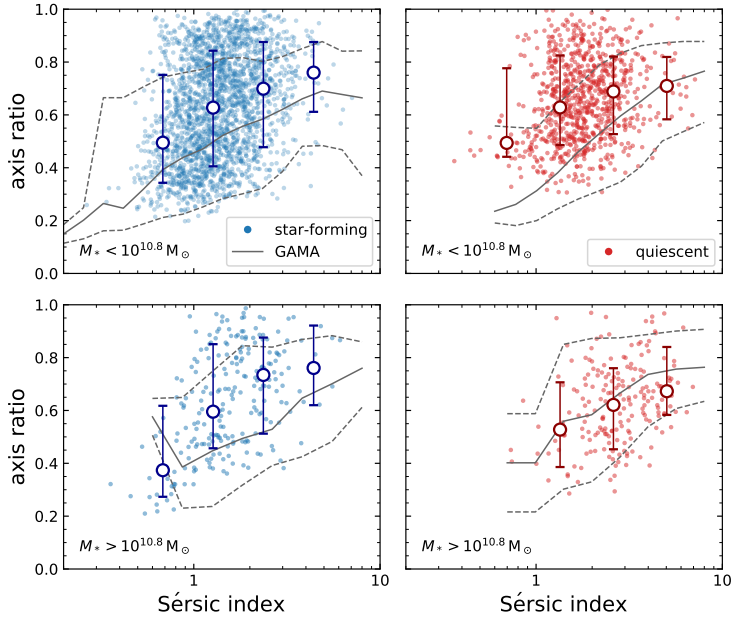 1.0
0.8
0.6
0.4
0.2
0.0
axis ratio
star-forming
GAMA
M* < 10^10.8 M⊙
quiescent
M* < 10^10.8 M⊙
1.0
0.8
0.6
0.4
0.2
0.0
axis ratio
M* > 10^10.8 M⊙
M* > 10^10.8 M⊙
1 10
1 10
Sérsic index
Sérsic index